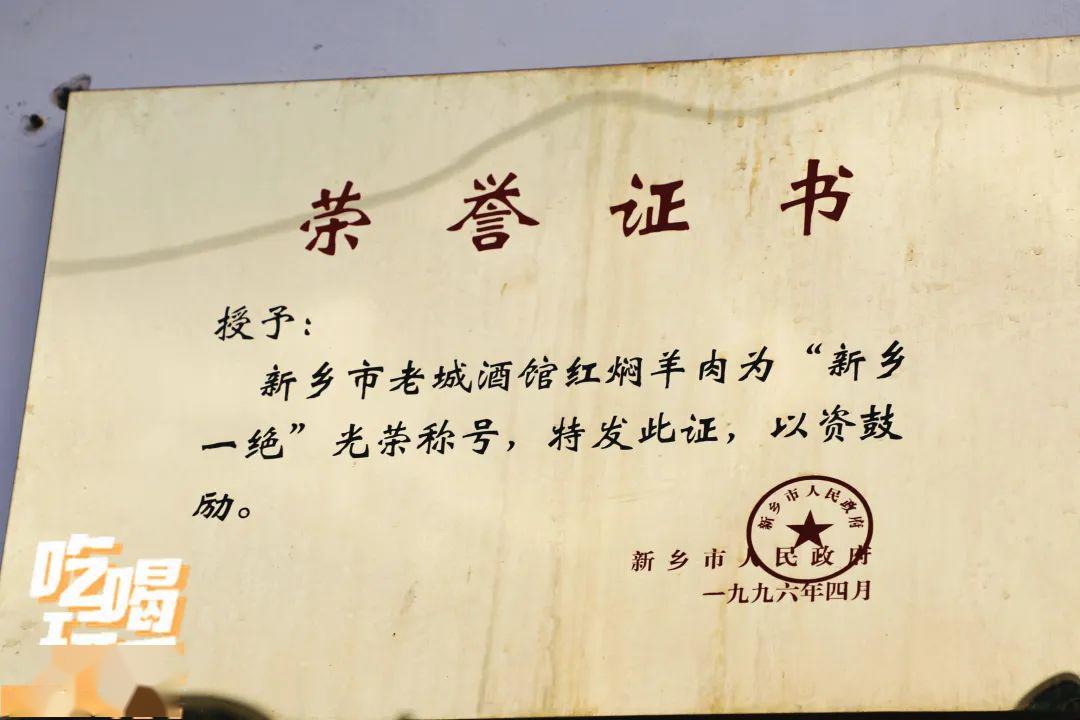 荣誉证书
授予：
新乡市老城酒馆红焖羊肉为“新乡
一绝”光荣称号，特发此证，以资鼓
励。
新乡市人民政府
新乡市人民政府
一九九六年四月
吃喝